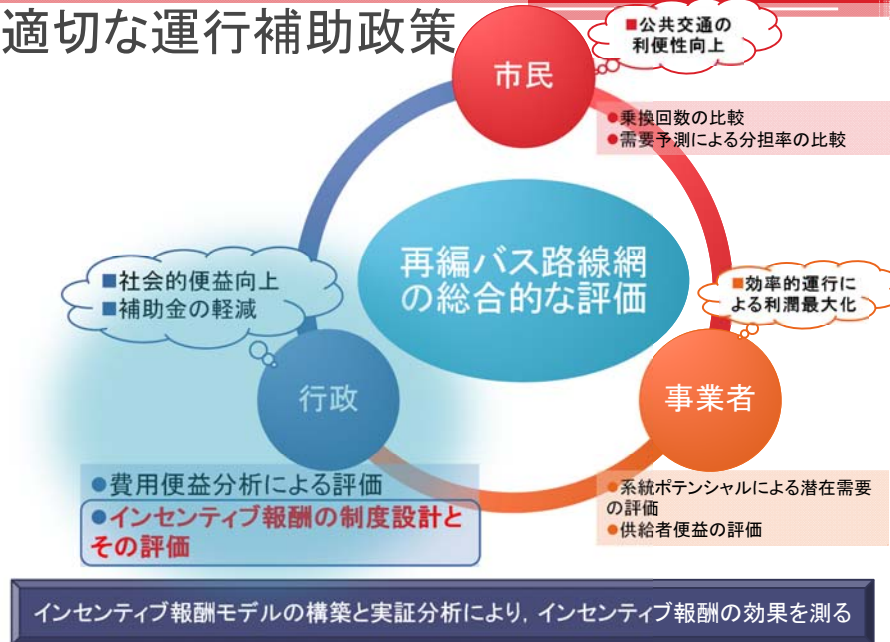 適切な運行補助政策
■公共交通の
利便性向上
市民
●乗換回数の比較
●需要予測による分担率の比較
再編バス路線網
の総合的な評価
■社会的便益向上
■補助金の軽減
■効率的運行に
よる利潤最大化
行政
事業者
●費用便益分析による評価
●インセンティブ報酬の制度設計と
その評価
●系統ポテンシャルによる潜在需要
の評価
●供給者便益の評価
インセンティブ報酬モデルの構築と実証分析により，インセンティブ報酬の効果を測る